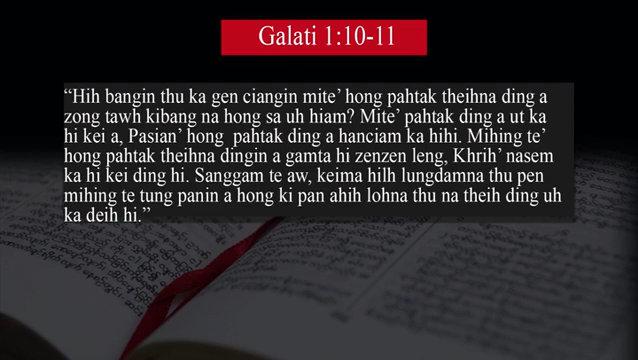 Galati 1:10-11
“Hih bangin thu ka gen ciangin mite’ hong pahtak theihna ding a
zong tawh kibang na hong sa uh hiam? Mite’ pahtak ding a ut ka
hi kei a, Pasian’ hong pahtak ding a hanciam ka hihi. Mihing te’
hong pahtak theihna dingin a gamta hi zenzen leng, Khrih’ nasem
ka hi kei ding hi. Sanggam te aw, keima hilh lungdamna thu pen
mihing te tung panin a hong ki pan ahih lohna thu na theih ding uh
ka deih hi.”